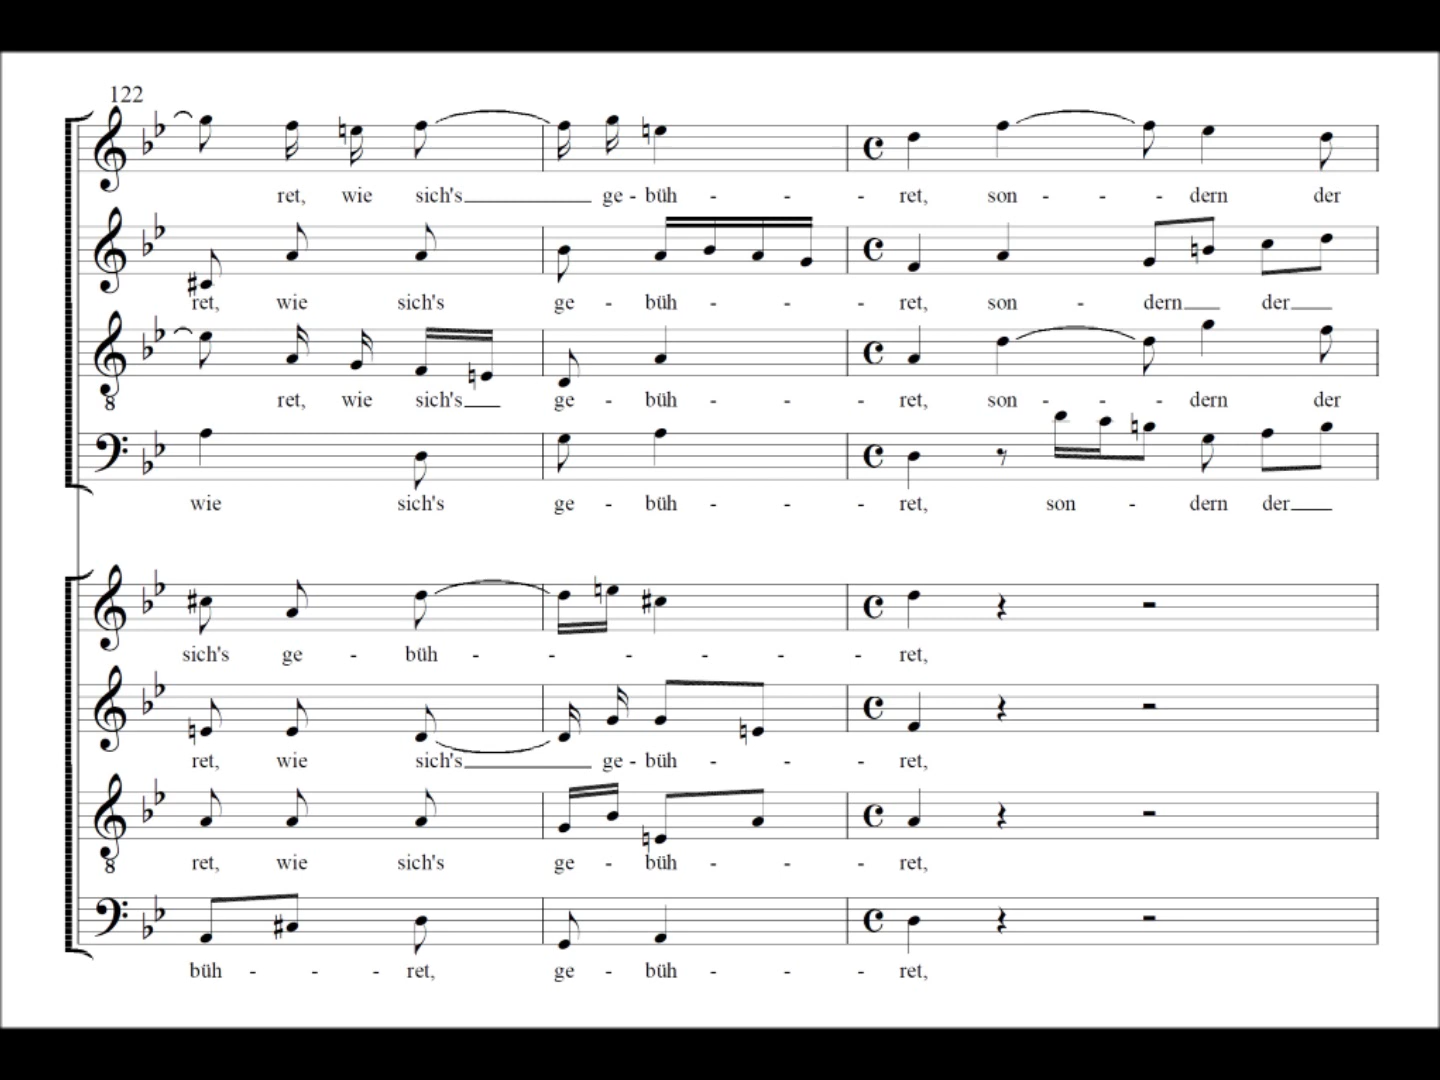 122
ret, wie sich's ge - büh - - - ret, son - - - dern der
ret, wie sich's ge - büh - - - ret, son - dern der
8
ret, wie sich's ge - büh - - - ret, son - - - dern der
wie sich's ge - büh - - - ret, son - dern der
sich's ge - büh - - - - - - ret,
ret, wie sich's ge - büh - - - ret,
8
ret, wie sich's ge - büh - - - ret,
büh - - - ret, ge - büh - - - ret,